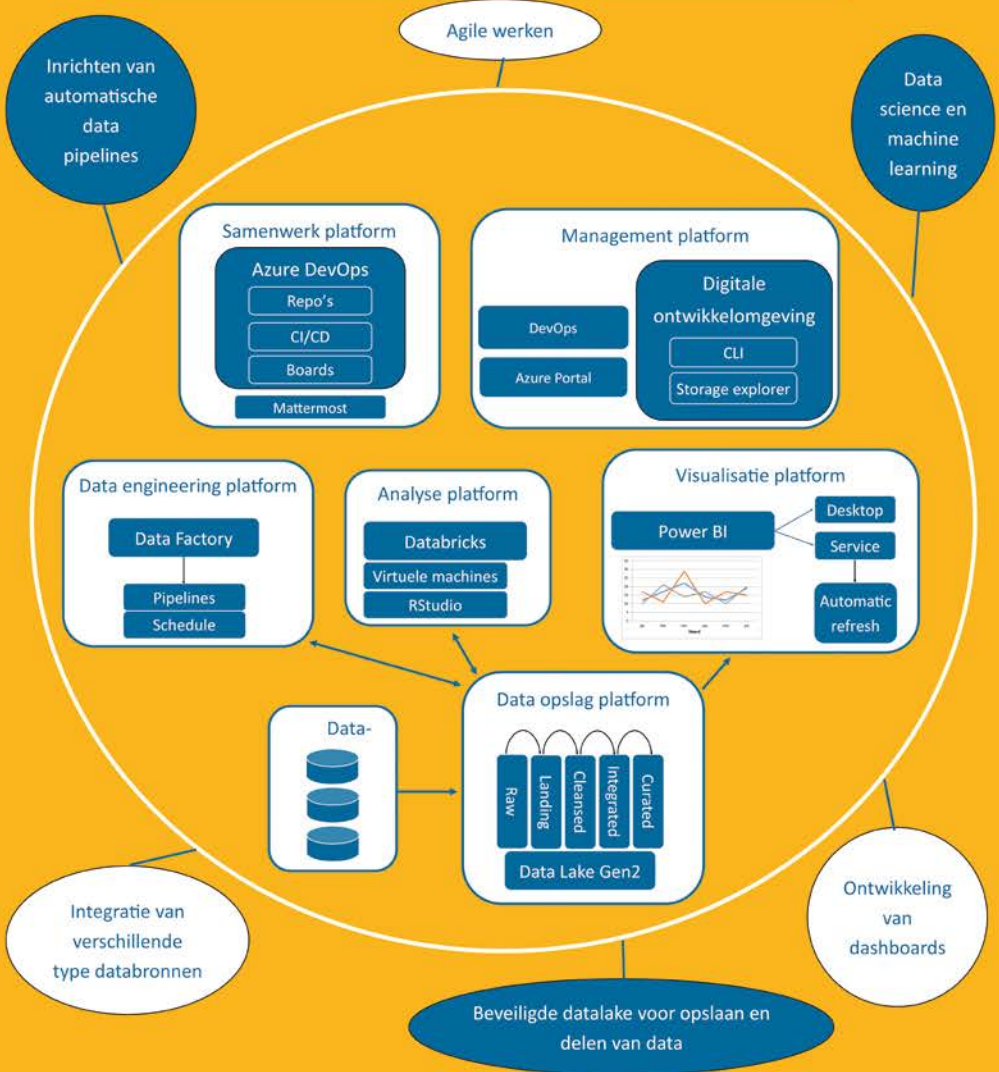 Agile werken
Inrichten van
automatische
data
pipelines
Data
science en
machine
learning
Samenwerk platform
Azure DevOps
Repo's
CI/CD
Boards
Mattermost
Management platform
DevOps
Azure Portal
Digitale
ontwikkelomgeving
CLI
Storage explorer
Data engineering platform
Data Factory
Pipelines
Schedule
Analyse platform
Databricks
Virtuele machines
RStudio
Visualisatie platform
Power BI
Desktop
Service
Automatic
refresh
Data-
Data opslag platform
Raw
Landing
Cleansed
Integrated
Curated
Data Lake Gen2
Integratie van
verschillende
type databronnen
Ontwikkeling
van
dashboards
Beveiligde datalake voor opslaan en
delen van data